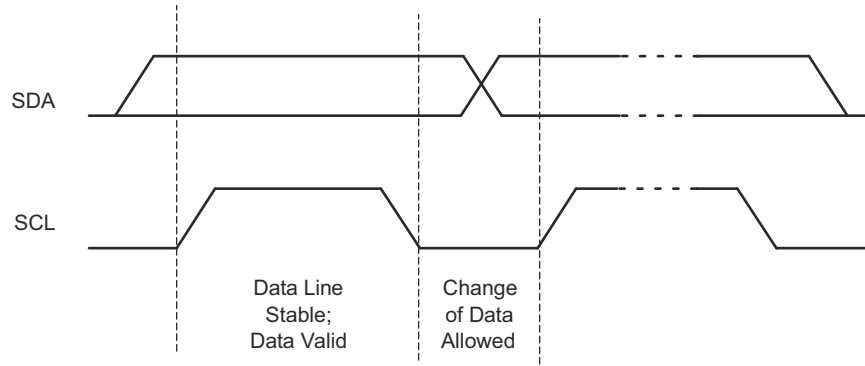 SDA
SCL
Data Line
Stable;
Data Valid
Change
of Data
Allowed